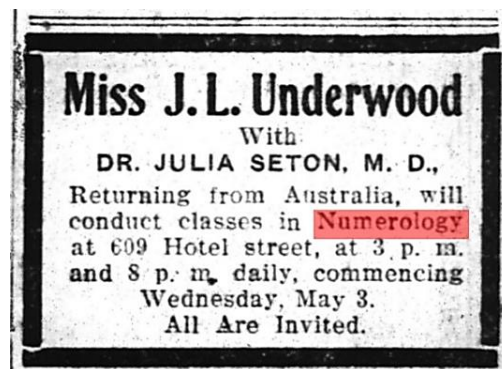 Miss J. L. Underwood
With
DR. JULIA SETON, M. D.,
Returning from Australia, will
conduct classes in Numerology
at 609 Hotel street, at 3 p. m.
and 8 p. m. daily, commencing
Wednesday, May 3.
All Are Invited.